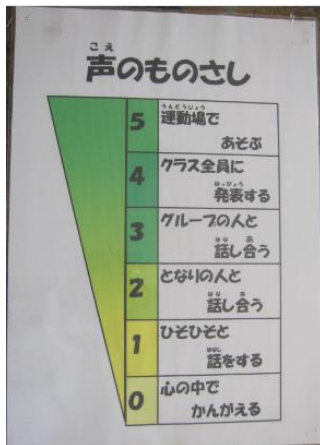 こえ
声のものさし
5
うんどうじょう
運動場で
あそぶ
4
クラス全員に
はっぴょう
発表する
3
グループの人と
はな あ
話し合う
2
となりの人と
はな あ
話し合う
1
ひそひそと
はなし
話をする
0
心の中で
かんがえる